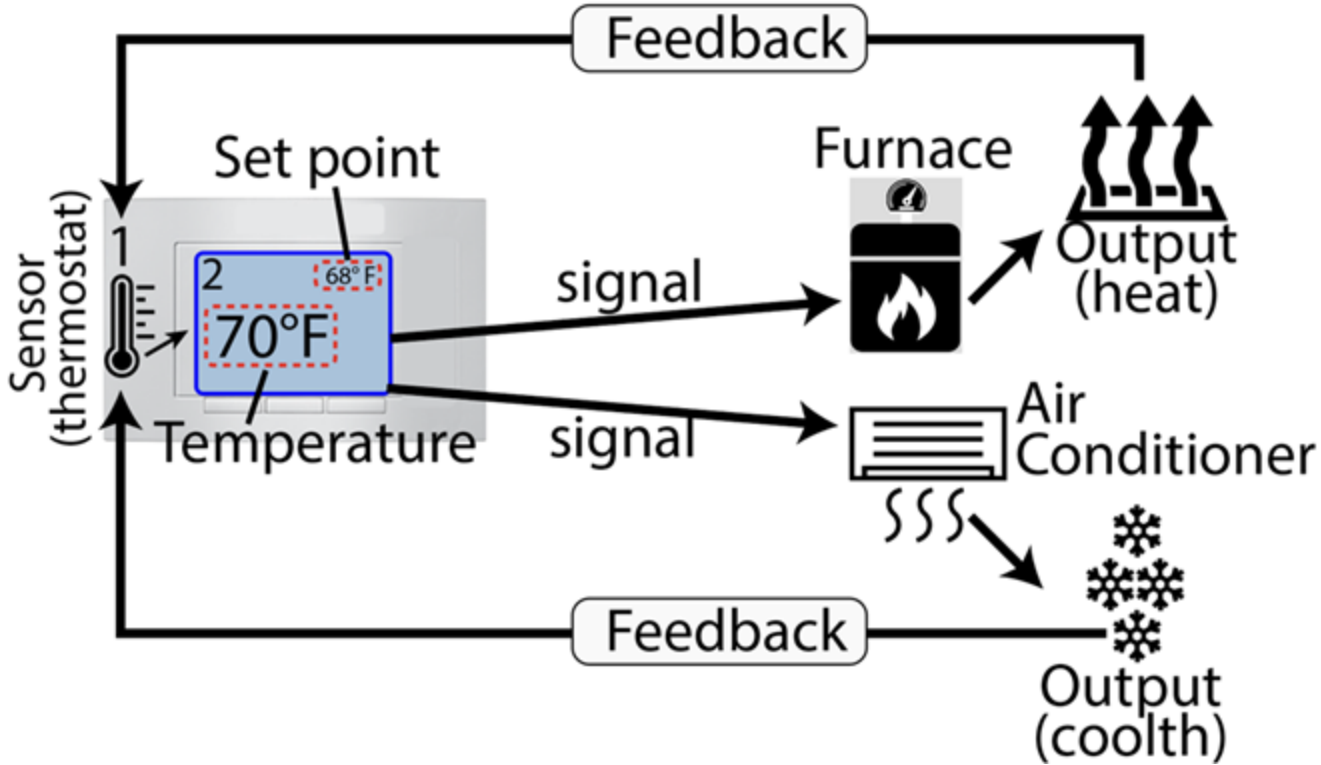 Feedback
Set point
Furnace
Sensor
(thermostat)
1
2
68° F
70°F
signal
Output
(heat)
Temperature
signal
Air
Conditioner
Feedback
Output
(coolth)